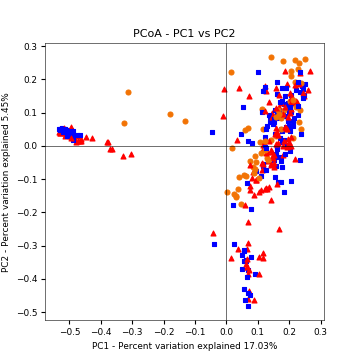 PCoA - PC1 vs PC2
PC2 - Percent variation explained 5.45%
0.3
0.2
0.1
0.0
−0.1
−0.2
−0.3
−0.4
−0.5
−0.5 −0.4 −0.3 −0.2 −0.1 0.0 0.1 0.2 0.3
PC1 - Percent variation explained 17.03%